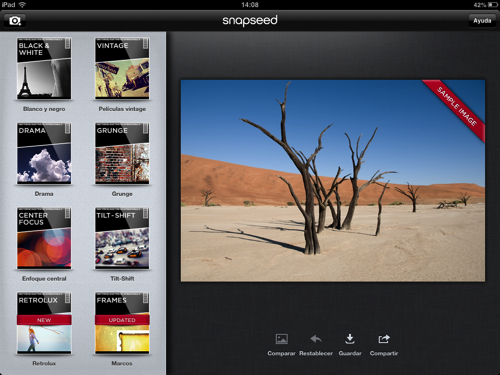 iPad
14:08
42%
snapseed
Ayuda
BLACK &
WHITE
Blanco y negro
VINTAGE
Películas vintage
DRAMA
Drama
GRUNGE
Grunge
CENTER
FOCUS
Enfoque central
TILT-SHIFT
Tilt-Shift
RETROLUX
NEW
Retrolux
FRAMES
UPDATED
Marcos
SAMPLE IMAGE
Comparar
Restablecer
Guardar
Compartir